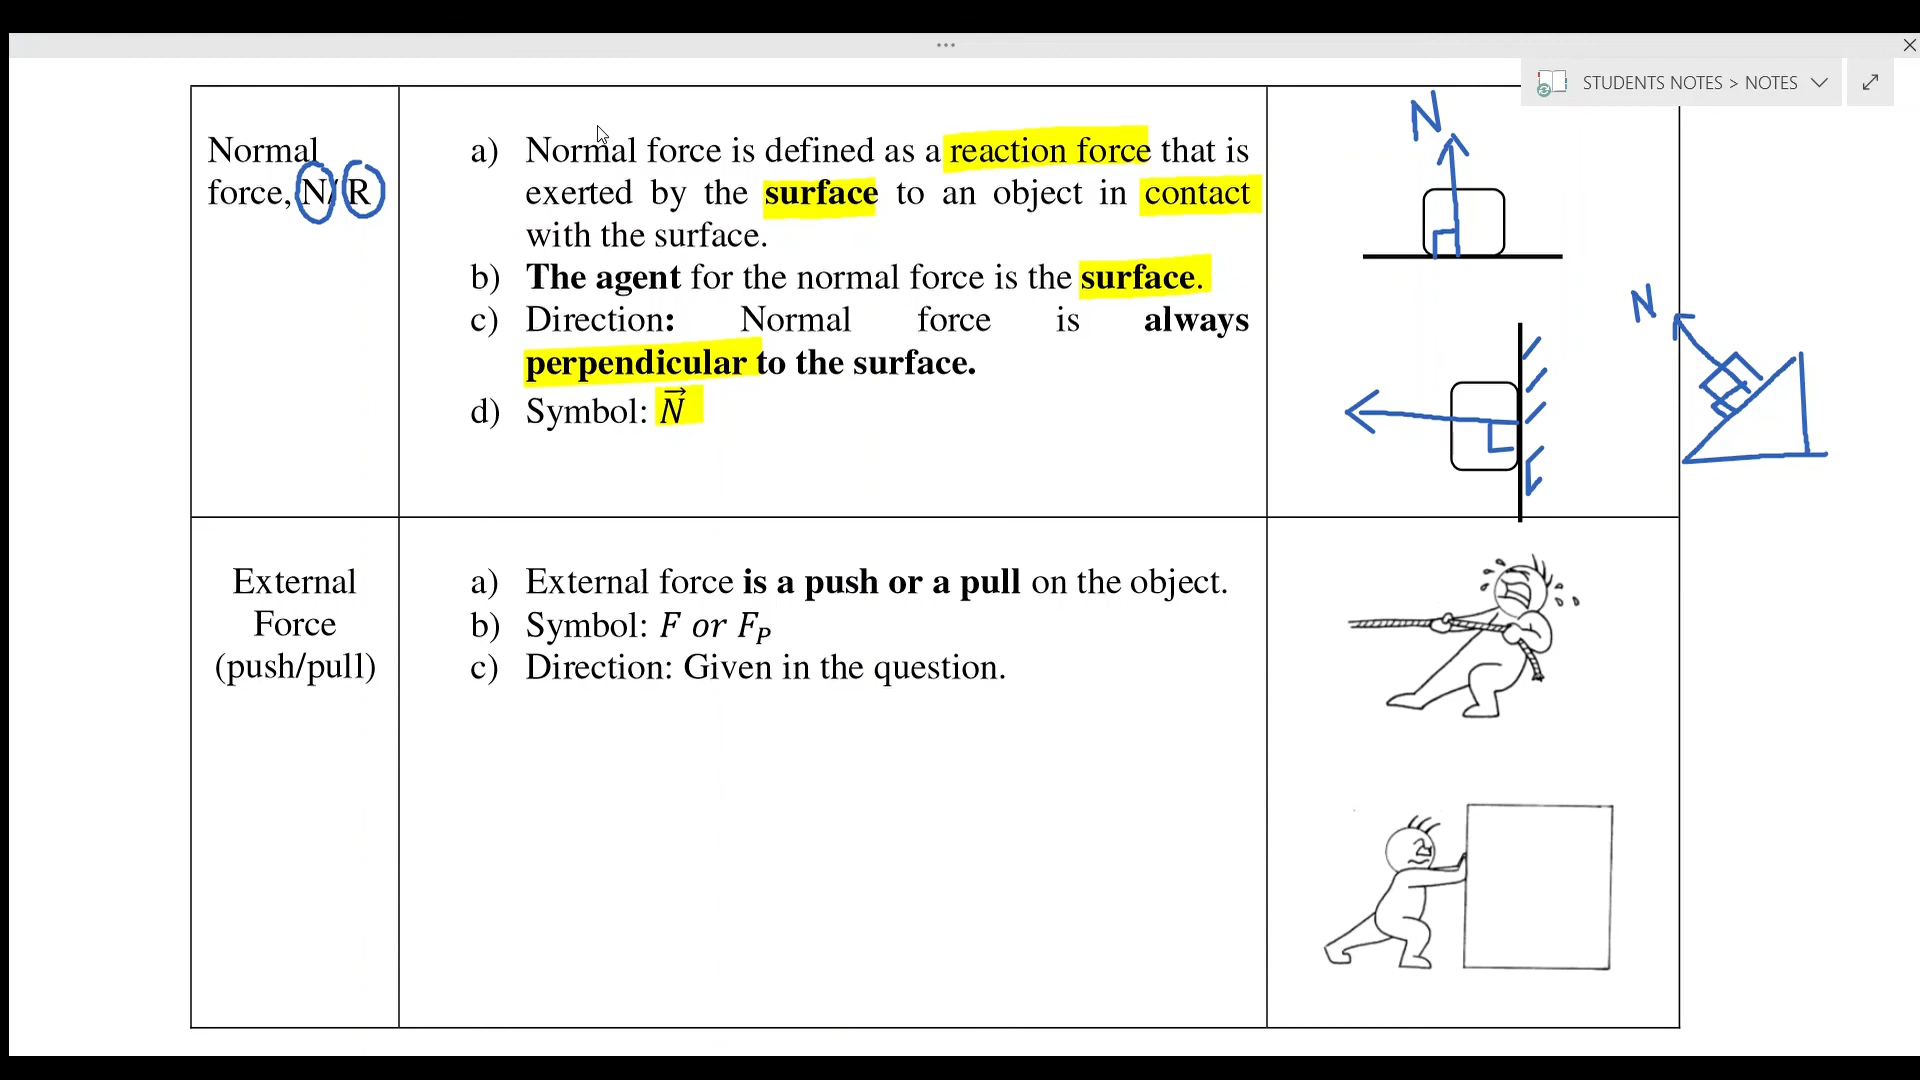 STUDENTS NOTES > NOTES
Normal
force, N/ R
a) Normal force is defined as a reaction force that is
exerted by the surface to an object in contact
with the surface.
b) The agent for the normal force is the surface.
c) Direction: Normal force is always
perpendicular to the surface.
d) Symbol: N⃗
N
N
External
Force
(push/pull)
a) External force is a push or a pull on the object.
b) Symbol: F or F_P
c) Direction: Given in the question.